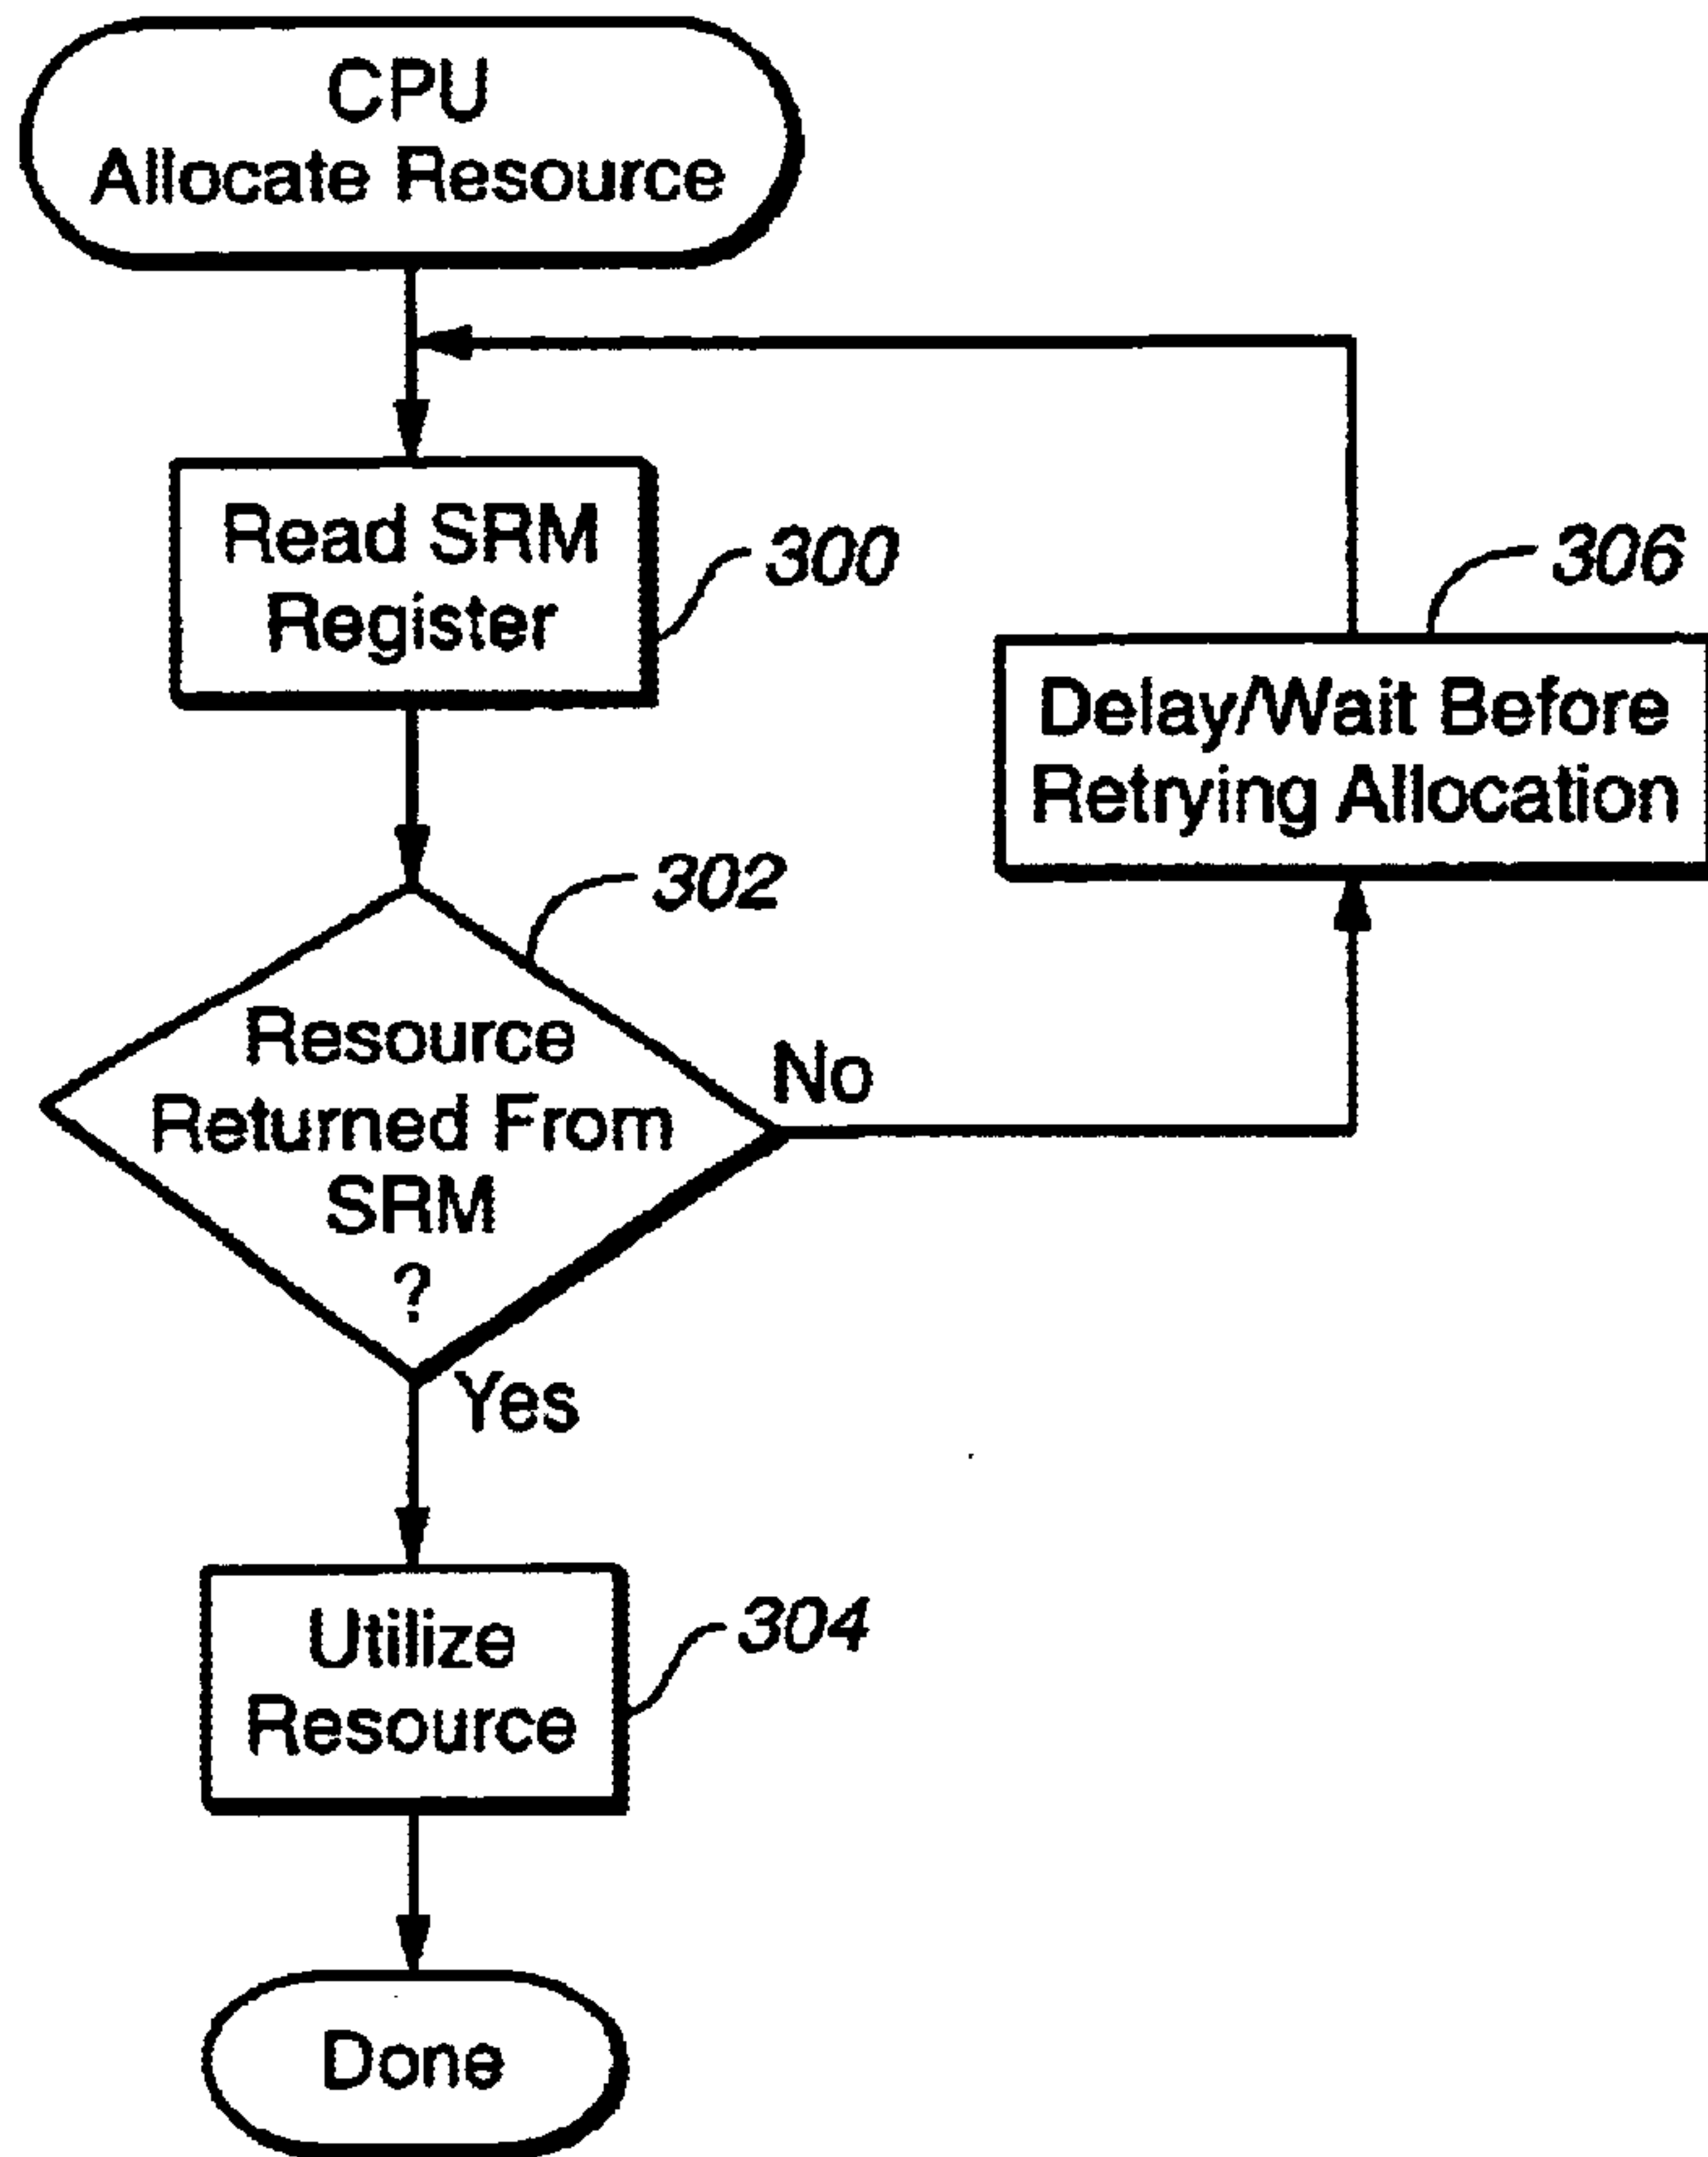 CPU
Allocate Resource
Read SRM
Register
300
306
Delay/Wait Before
Retrying Allocation
302
Resource
Returned From
SRM
?
No
Yes
Utilize
Resource
304
Done